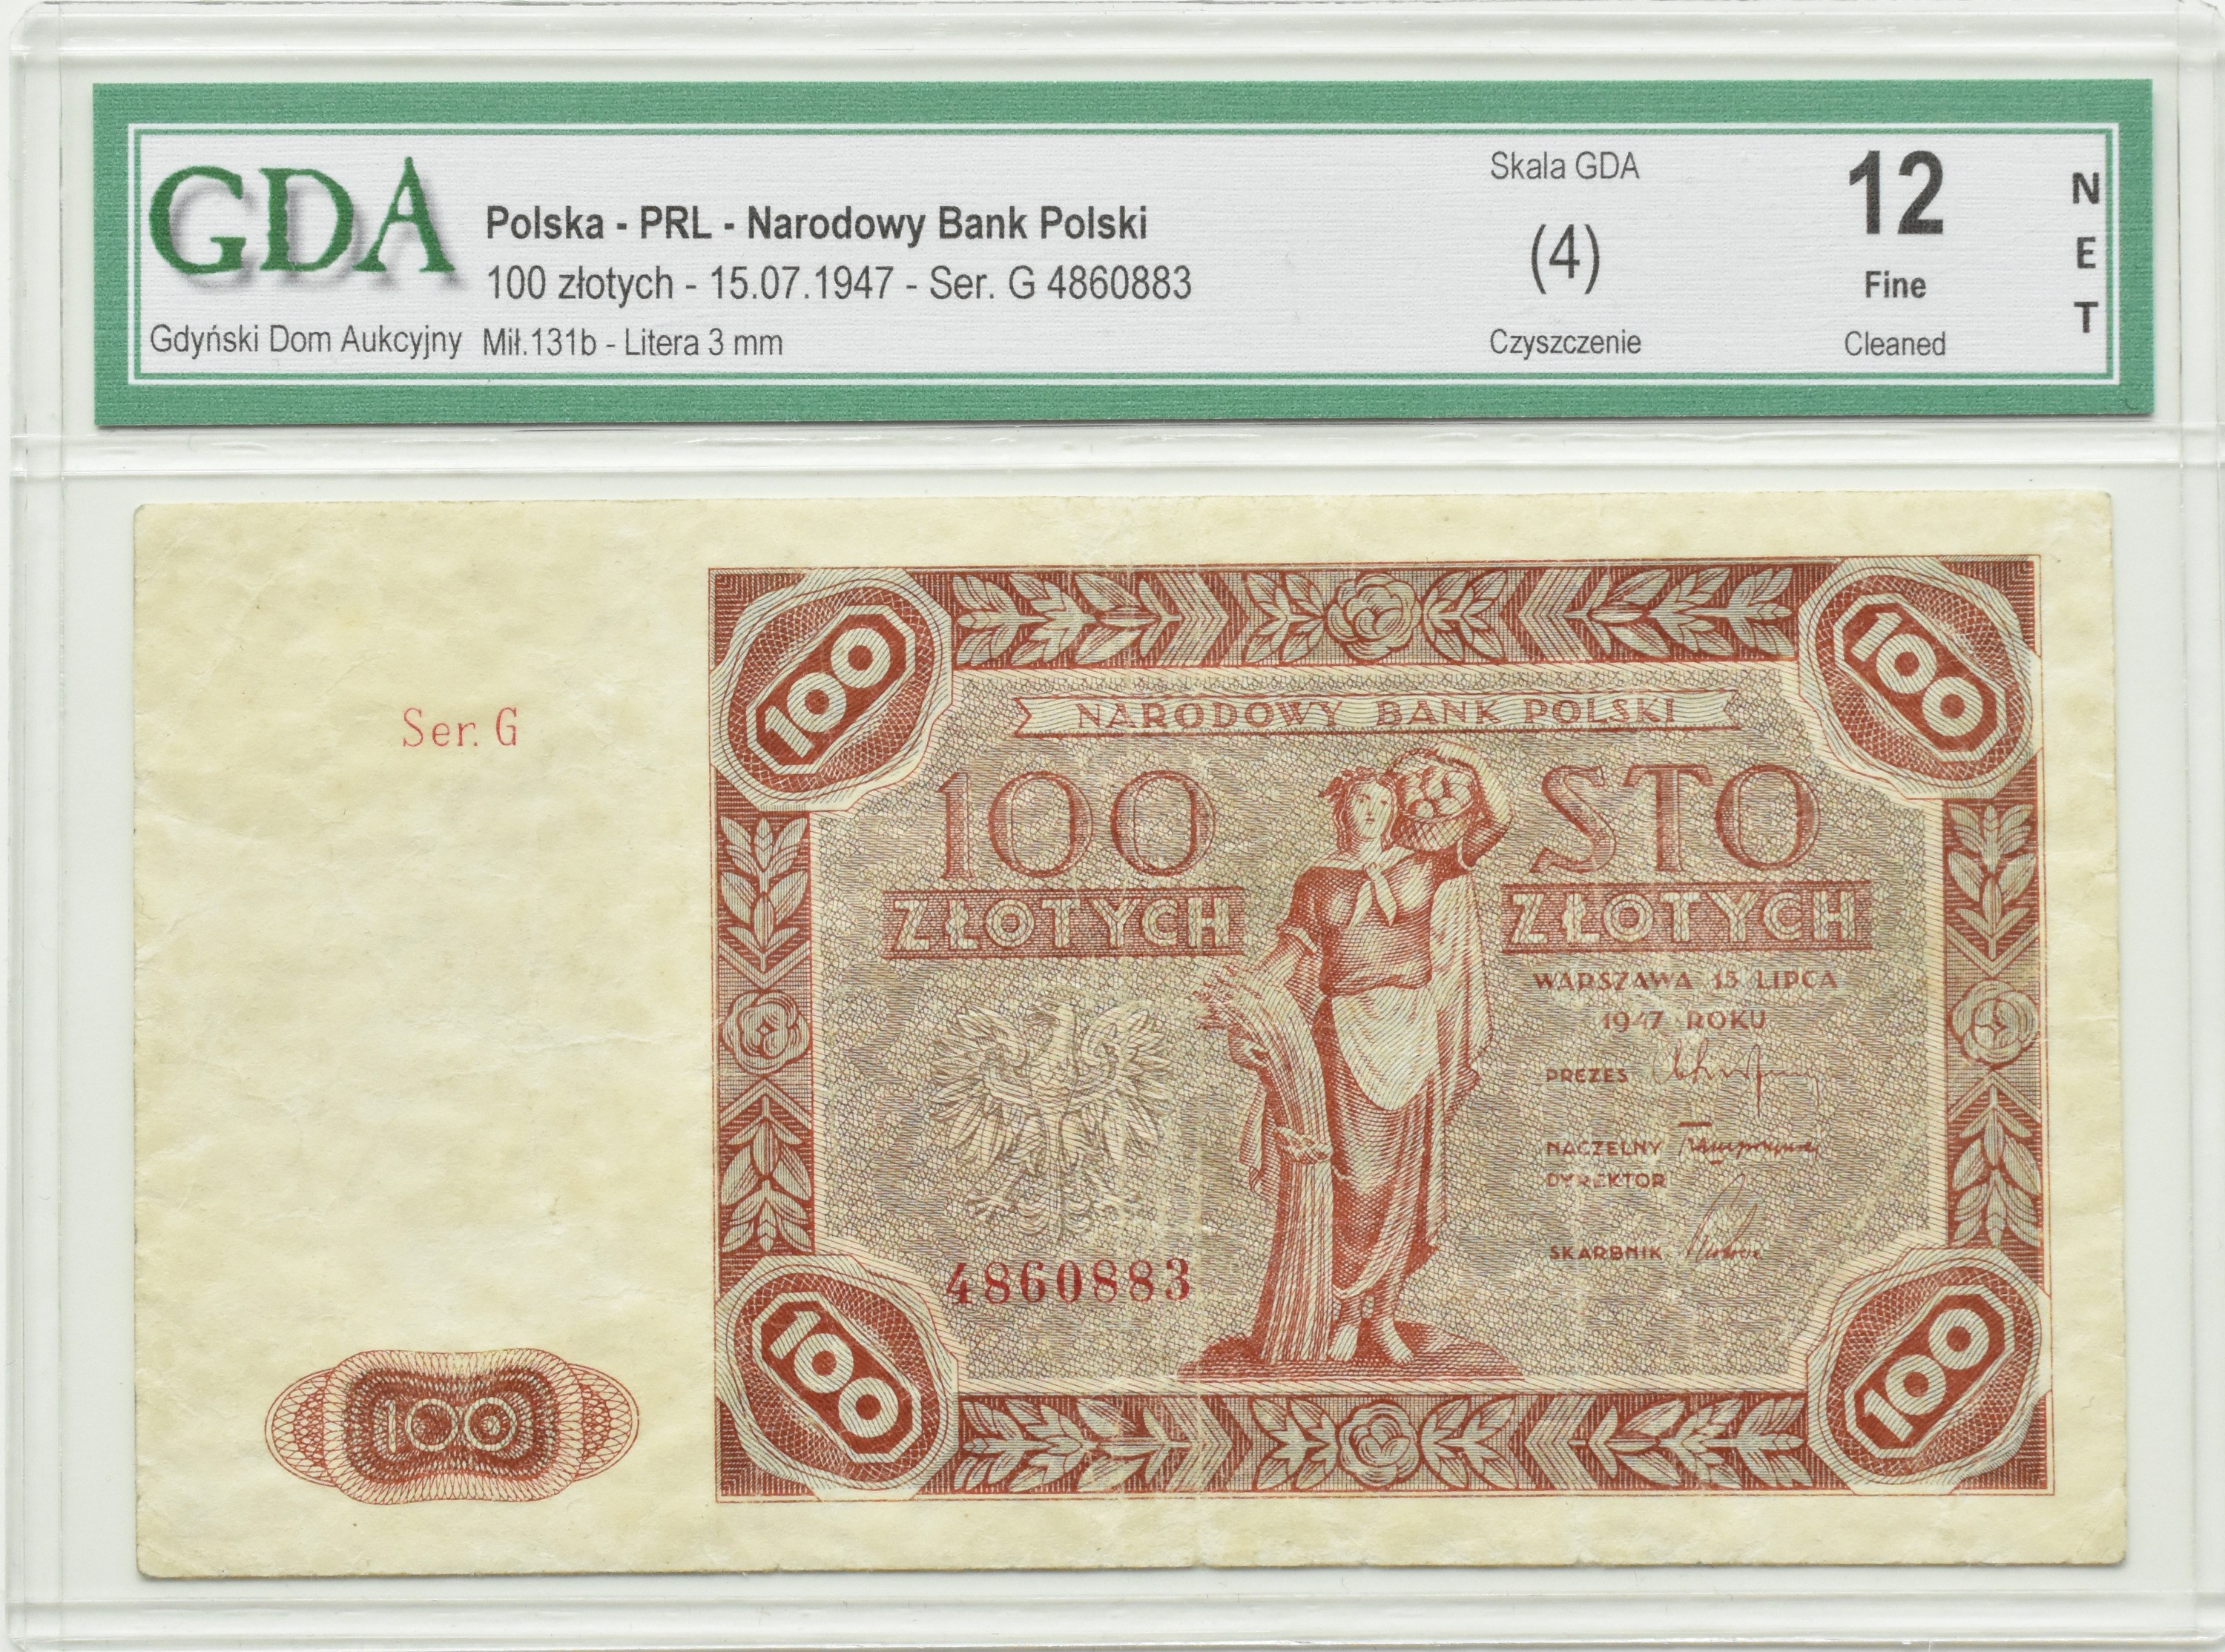 GDA
Polska - PRL - Narodowy Bank Polski
100 złotych - 15.07.1947 - Ser. G 4860883
Gdyński Dom Aukcyjny
Mił.131b - Litera 3 mm
Skala GDA
(4)
Czyszczenie
12
Fine
Cleaned
NET
100
100
NARODOWY BANK POLSKI
Ser. G
100
STO
ZŁOTYCH
ZŁOTYCH
WARSZAWA 15 LIPCA
1947 ROKU
PREZES
NACZELNY
DYREKTOR
SKARBNIK
4860883
100
100
100